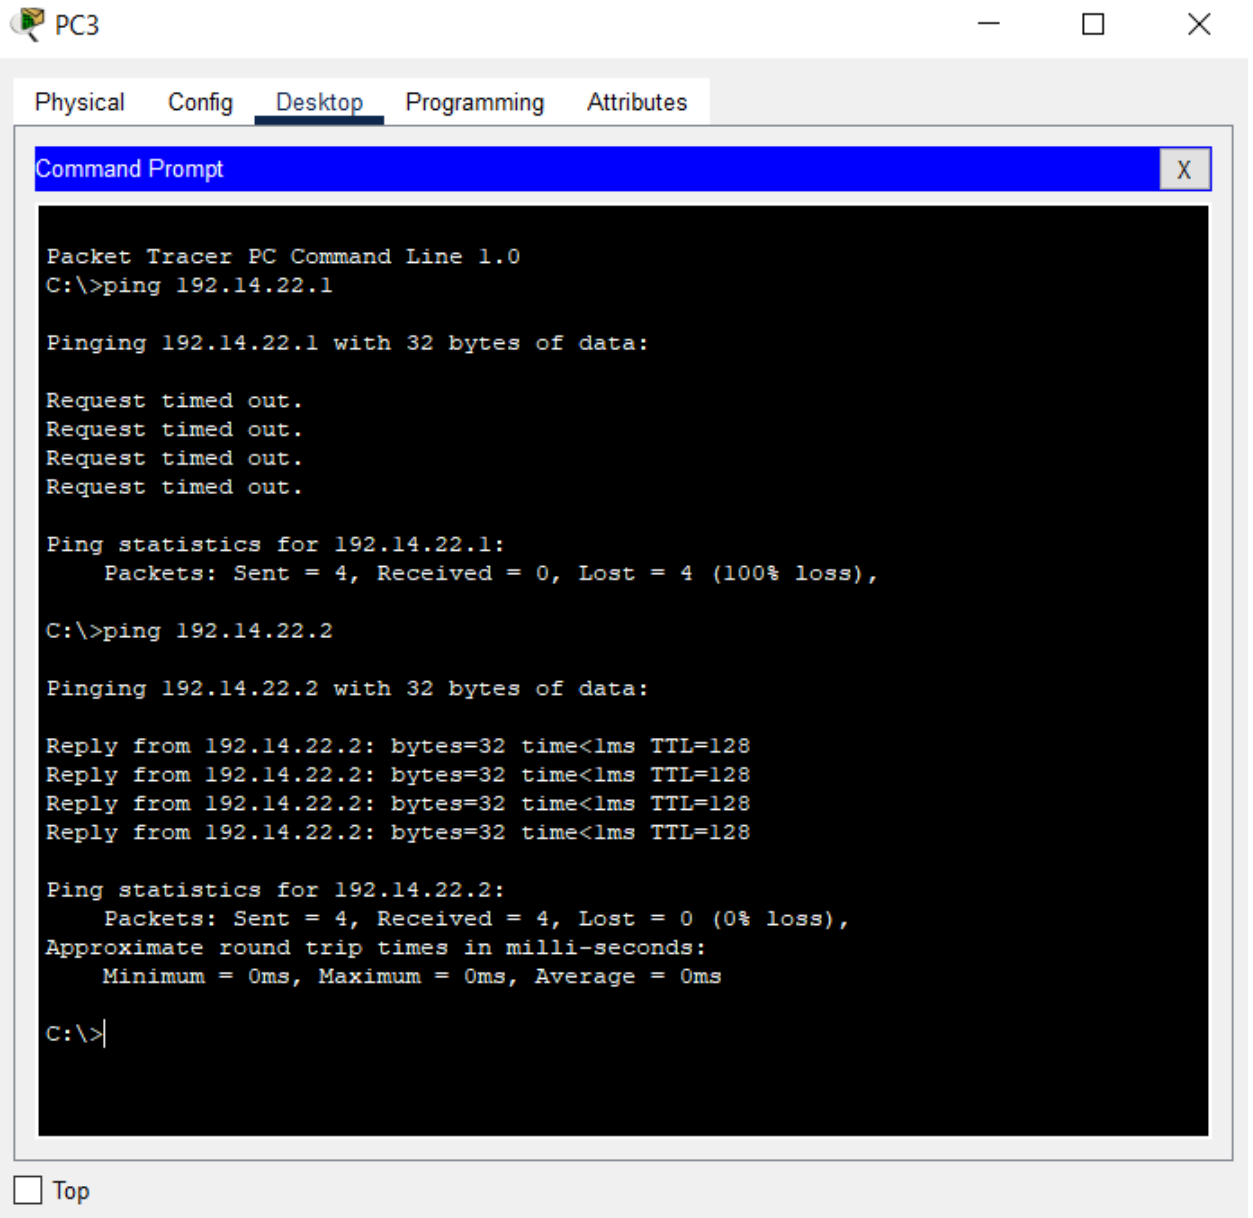 PC3
Physical Config Desktop Programming Attributes
Command Prompt
X
Packet Tracer PC Command Line 1.0
C:\>ping 192.14.22.1
Pinging 192.14.22.1 with 32 bytes of data:
Request timed out.
Request timed out.
Request timed out.
Request timed out.
Ping statistics for 192.14.22.1:
    Packets: Sent = 4, Received = 0, Lost = 4 (100% loss),
C:\>ping 192.14.22.2
Pinging 192.14.22.2 with 32 bytes of data:
Reply from 192.14.22.2: bytes=32 time<1ms TTL=128
Reply from 192.14.22.2: bytes=32 time<1ms TTL=128
Reply from 192.14.22.2: bytes=32 time<1ms TTL=128
Reply from 192.14.22.2: bytes=32 time<1ms TTL=128
Ping statistics for 192.14.22.2:
    Packets: Sent = 4, Received = 4, Lost = 0 (0% loss),
Approximate round trip times in milli-seconds:
    Minimum = 0ms, Maximum = 0ms, Average = 0ms
C:\>
Top